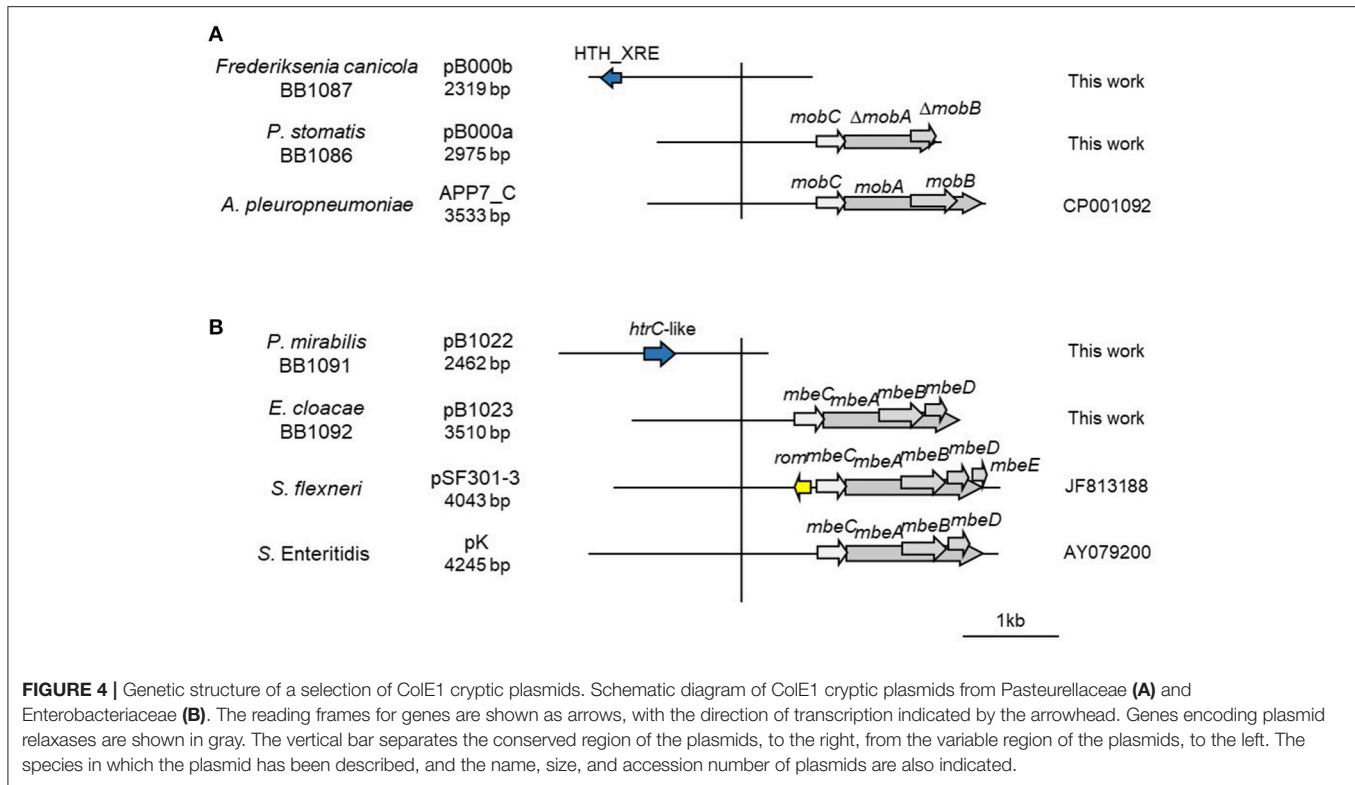 A
HTH_XRE
Frederiksenia canicola pB000b
BB1087 2319 bp
This work
mobC ΔmobA ΔmobB
P. stomatis pB000a
BB1086 2975 bp
This work
mobC mobA mobB
A. pleuropneumoniae APP7_C
3533 bp
CP001092
B
htrC-like
P. mirabilis pB1022
BB1091 2462 bp
This work
mbeC mbeA mbeB mbeD
E. cloacae pB1023
BB1092 3510 bp
This work
rom mbeC mbeA mbeB mbeD mbeE
S. flexneri pSF301-3
4043 bp
JF813188
mbeC mbeA mbeB mbeD
S. Enteritidis pK
4245 bp
AY079200
1kb
FIGURE 4 | Genetic structure of a selection of ColE1 cryptic plasmids. Schematic diagram of ColE1 cryptic plasmids from Pasteurellaceae (A) and
Enterobacteriaceae (B). The reading frames for genes are shown as arrows, with the direction of transcription indicated by the arrowhead. Genes encoding plasmid
relaxases are shown in gray. The vertical bar separates the conserved region of the plasmids, to the right, from the variable region of the plasmids, to the left. The
species in which the plasmid has been described, and the name, size, and accession number of plasmids are also indicated.